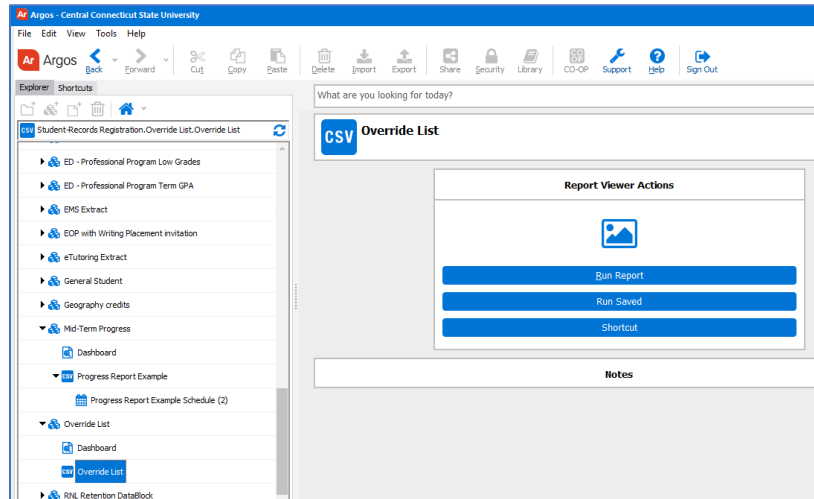 Ar Argos - Central Connecticut State University
File Edit View Tools Help
Ar Argos Back Forward Cut Copy Paste Delete Import Export Share Security Library CO-OP Support Help Sign Out
Explorer Shortcuts
What are you looking for today?
CSV Student-Records Registration.Override List.Override List
CSV Override List
ED - Professional Program Low Grades
ED - Professional Program Term GPA
Report Viewer Actions
EMS Extract
EOP with Writing Placement invitation
eTutoring Extract
General Student
Run Report
Geography credits
Run Saved
Mid-Term Progress
Shortcut
Dashboard
CSV Progress Report Example
Notes
Progress Report Example Schedule (2)
Override List
Dashboard
CSV Override List
RNL Retention DataBlock